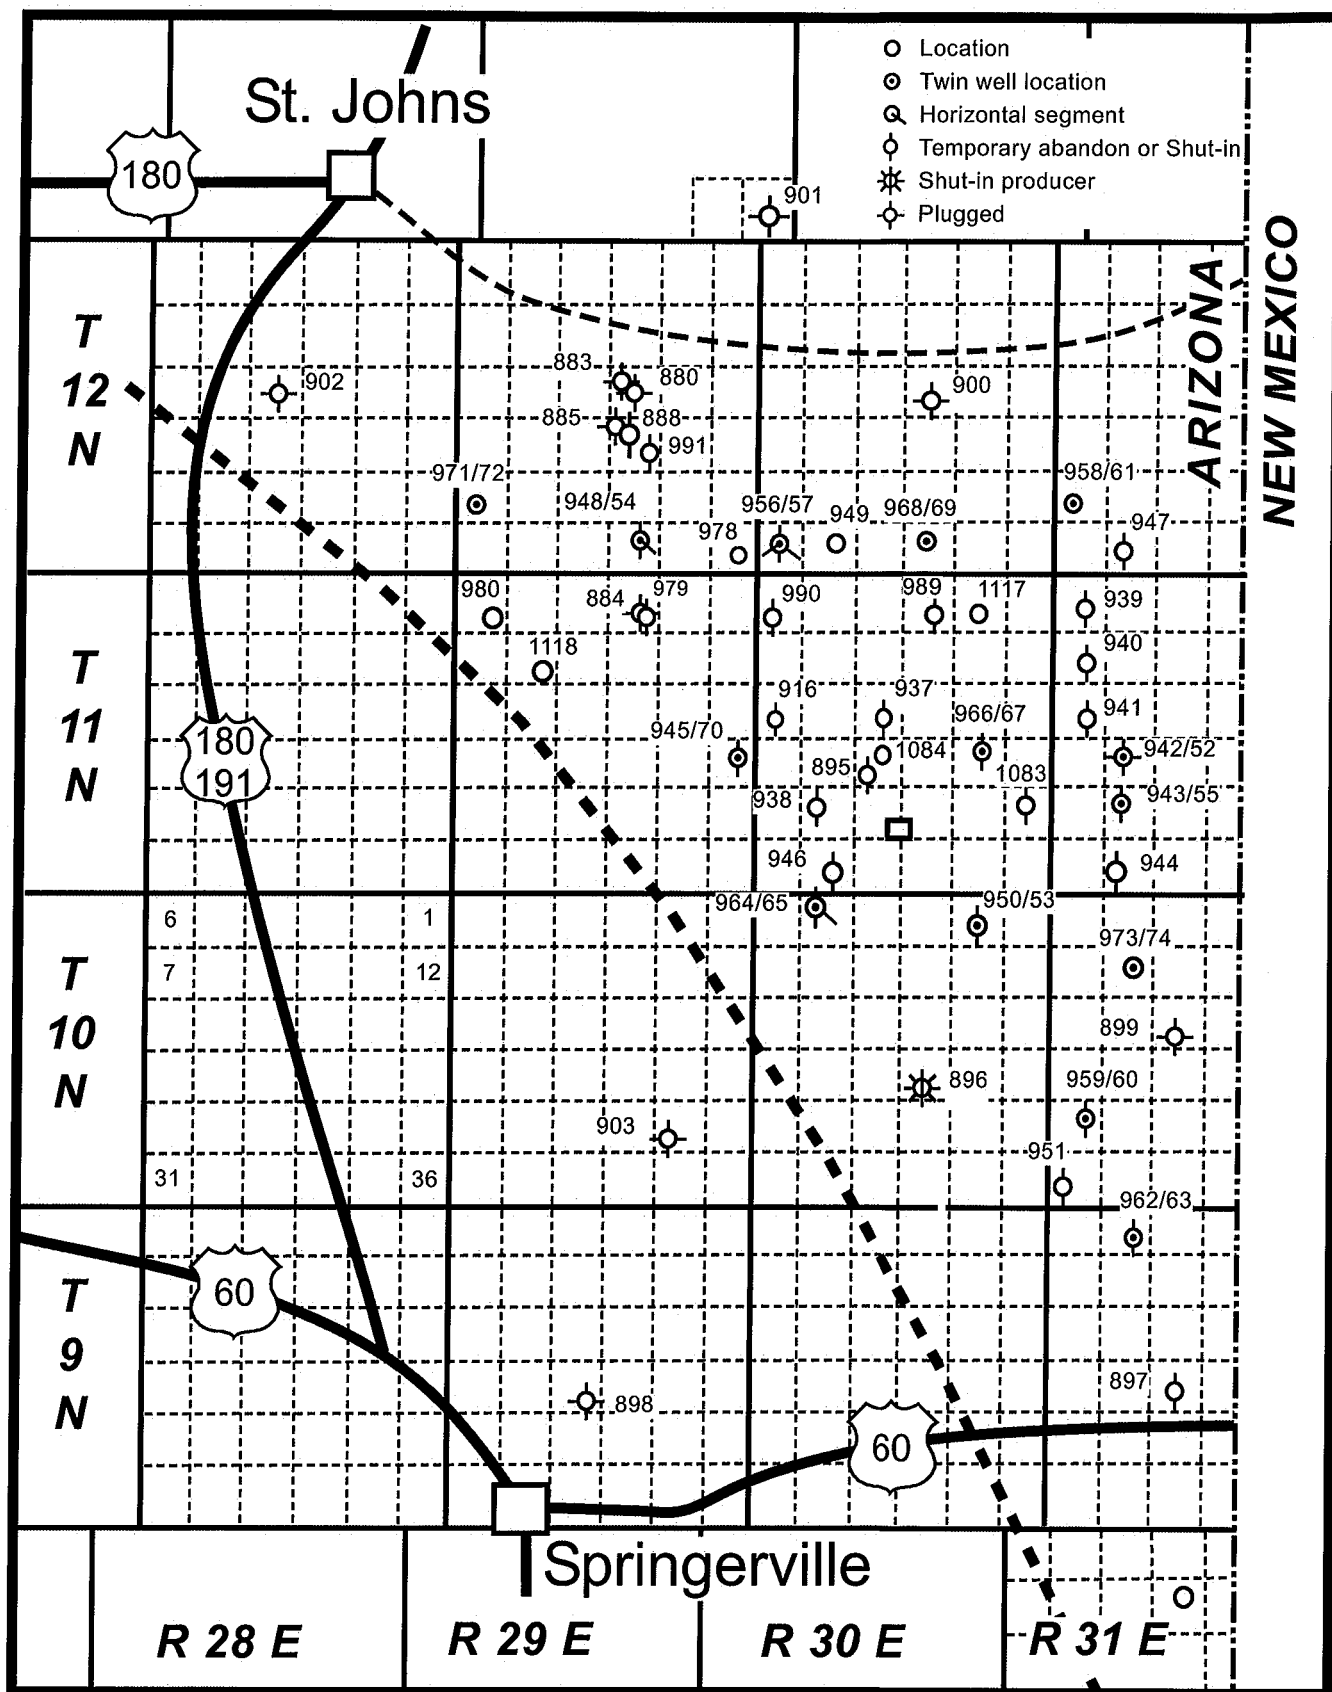 Location
Twin well location
Horizontal segment
Temporary abandon or Shut-in
Shut-in producer
Plugged
St. Johns
180
901
ARIZONA
NEW MEXICO
T
12
N
902
883
880
900
885
888
991
971/72
958/61
948/54
956/57
949
968/69
978
947
T
11
N
980
884
979
990
989
1117
939
1118
940
916
937
941
945/70
966/67
180
191
1084
942/52
895
1083
938
943/55
946
944
964/65
950/53
T
10
N
6
1
973/74
7
12
899
896
959/60
903
951
31
36
962/63
T
9
N
60
897
898
60
Springerville
R 28 E
R 29 E
R 30 E
R 31 E